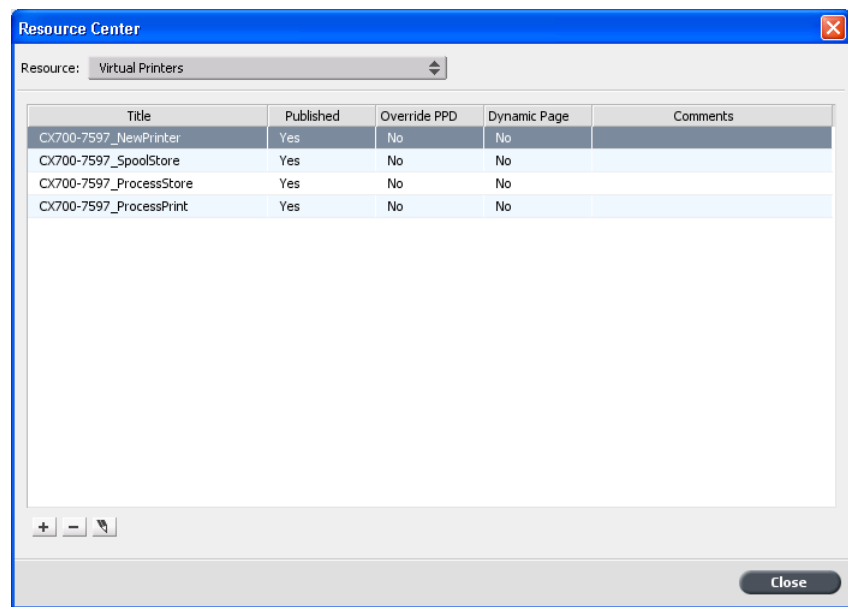 Resource Center
Resource: Virtual Printers
Title Published Override PPD Dynamic Page Comments
CX700-7597_NewPrinter Yes No No
CX700-7597_SpoolStore Yes No No
CX700-7597_ProcessStore Yes No No
CX700-7597_ProcessPrint Yes No No
Close